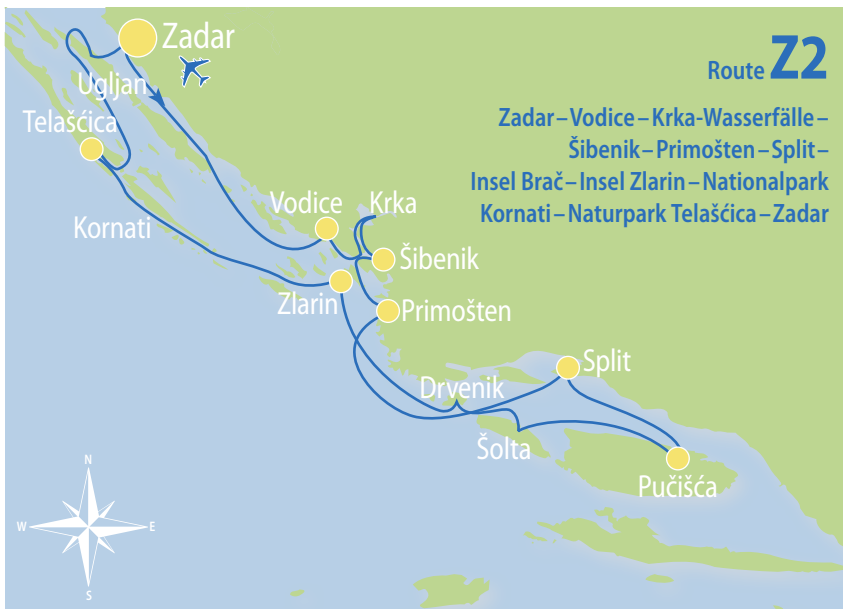 Zadar
Route Z2
Zadar – Vodice – Krka-Wasserfälle –
Šibenik – Primošten – Split –
Insel Brač – Insel Zlarin – Nationalpark
Kornati – Naturpark Telašćica – Zadar
Ugljan
Telašćica
Kornati
Vodice
Krka
Šibenik
Zlarin
Primošten
Split
Drvenik
Šolta
Pučišća
N
W
E
S